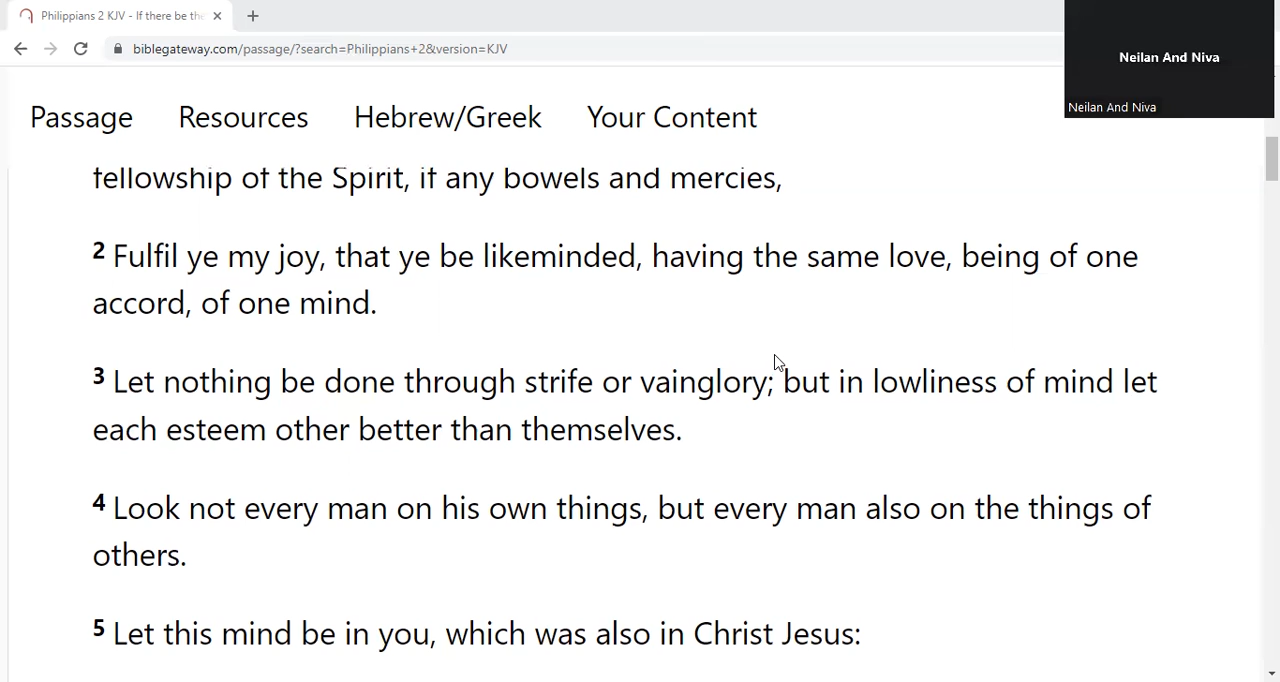 Philippians 2 KJV - If there be the
biblegateway.com/passage/?search=Philippians+2&version=KJV
Neilan And Niva
Neilan And Niva
Passage Resources Hebrew/Greek Your Content
fellowship of the Spirit, if any bowels and mercies,
2 Fulfil ye my joy, that ye be likeminded, having the same love, being of one
accord, of one mind.
3 Let nothing be done through strife or vainglory; but in lowliness of mind let
each esteem other better than themselves.
4 Look not every man on his own things, but every man also on the things of
others.
5 Let this mind be in you, which was also in Christ Jesus: